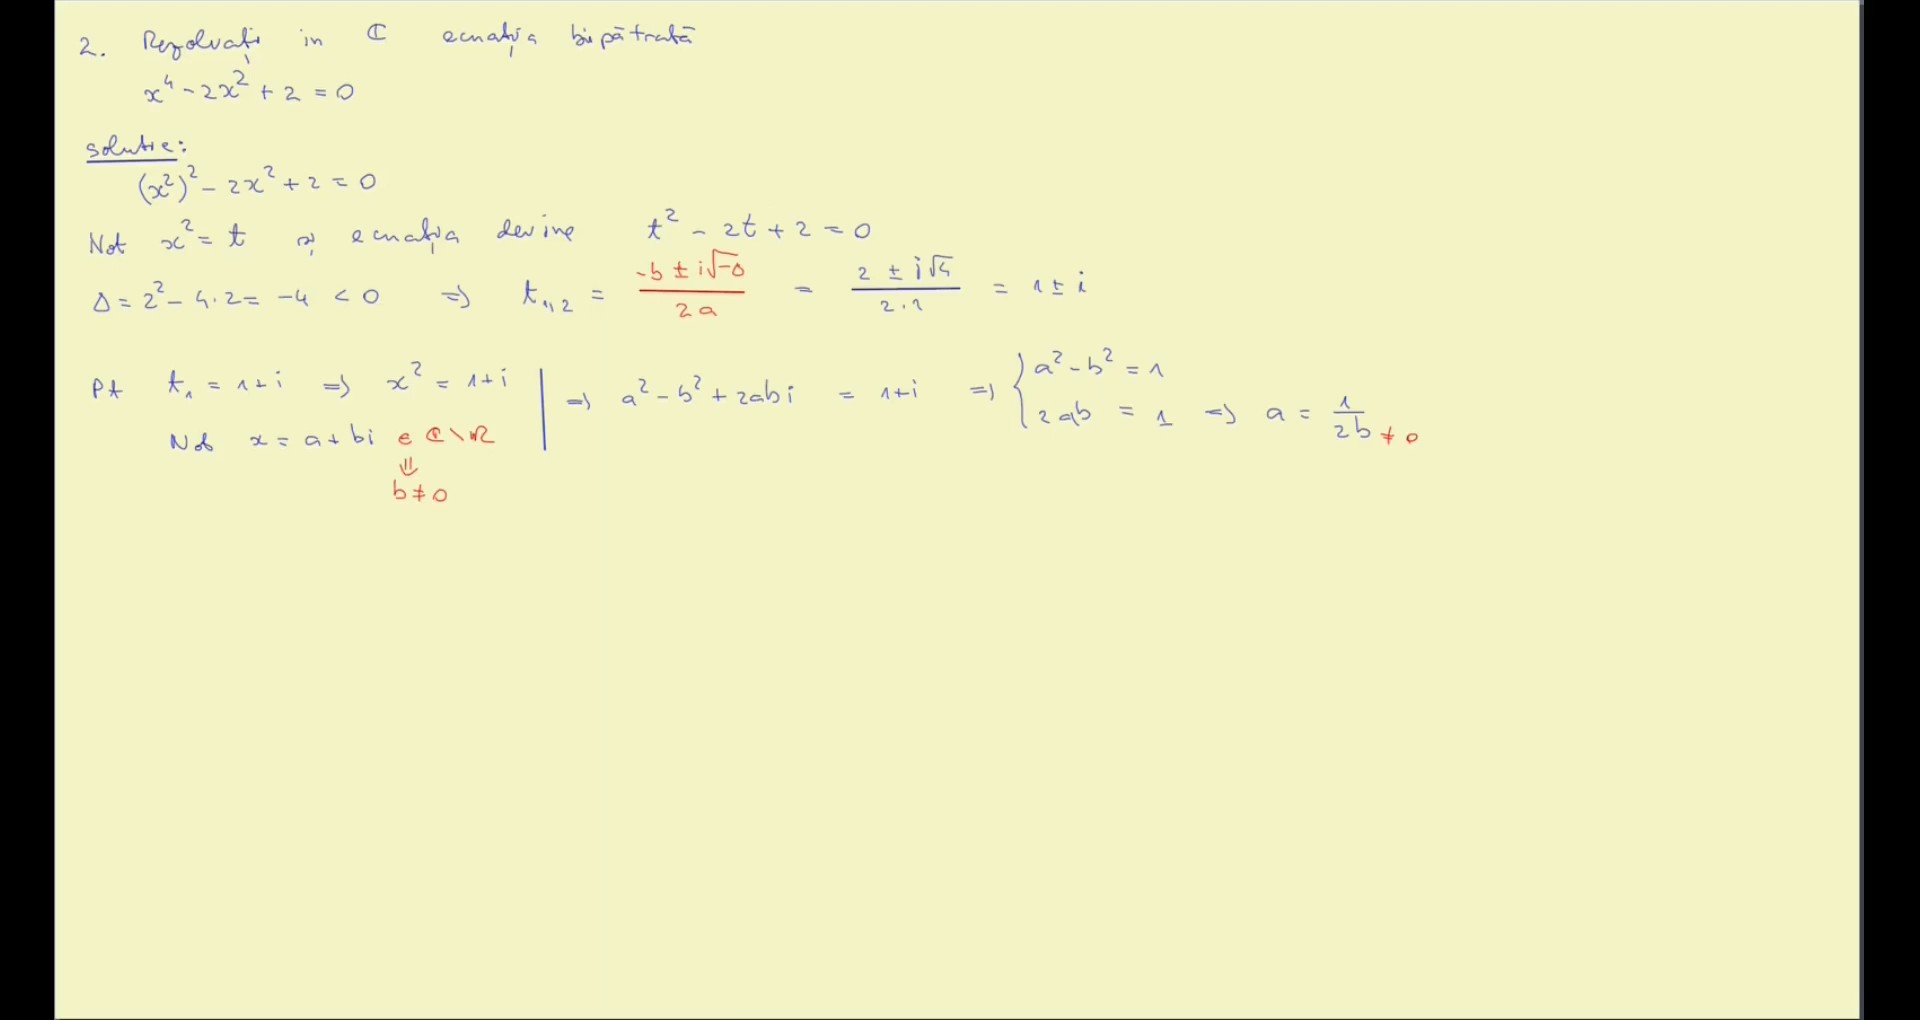 2. Rezolvați in ℂ ecuația bipătrată
x⁴ - 2x² + 2 = 0
solutie:
(x²)² - 2x² + 2 = 0
Not x² = t și ecuația devine t² - 2t + 2 = 0
Δ = 2² - 4·2 = -4 < 0 ⇒ t₁,₂ = (-b ± i√-Δ)/(2a) = (2 ± i√4)/(2·1) = 1 ± i
Pt t₁ = 1+i ⇒ x² = 1+i | ⇒ a² - b² + 2abi = 1+i ⇒ { a² - b² = 1
2ab = 1 ⇒ a = 1/(2b) ≠ 0
Not x = a + bi ∈ ℂ\ℝ
⇓
b ≠ 0